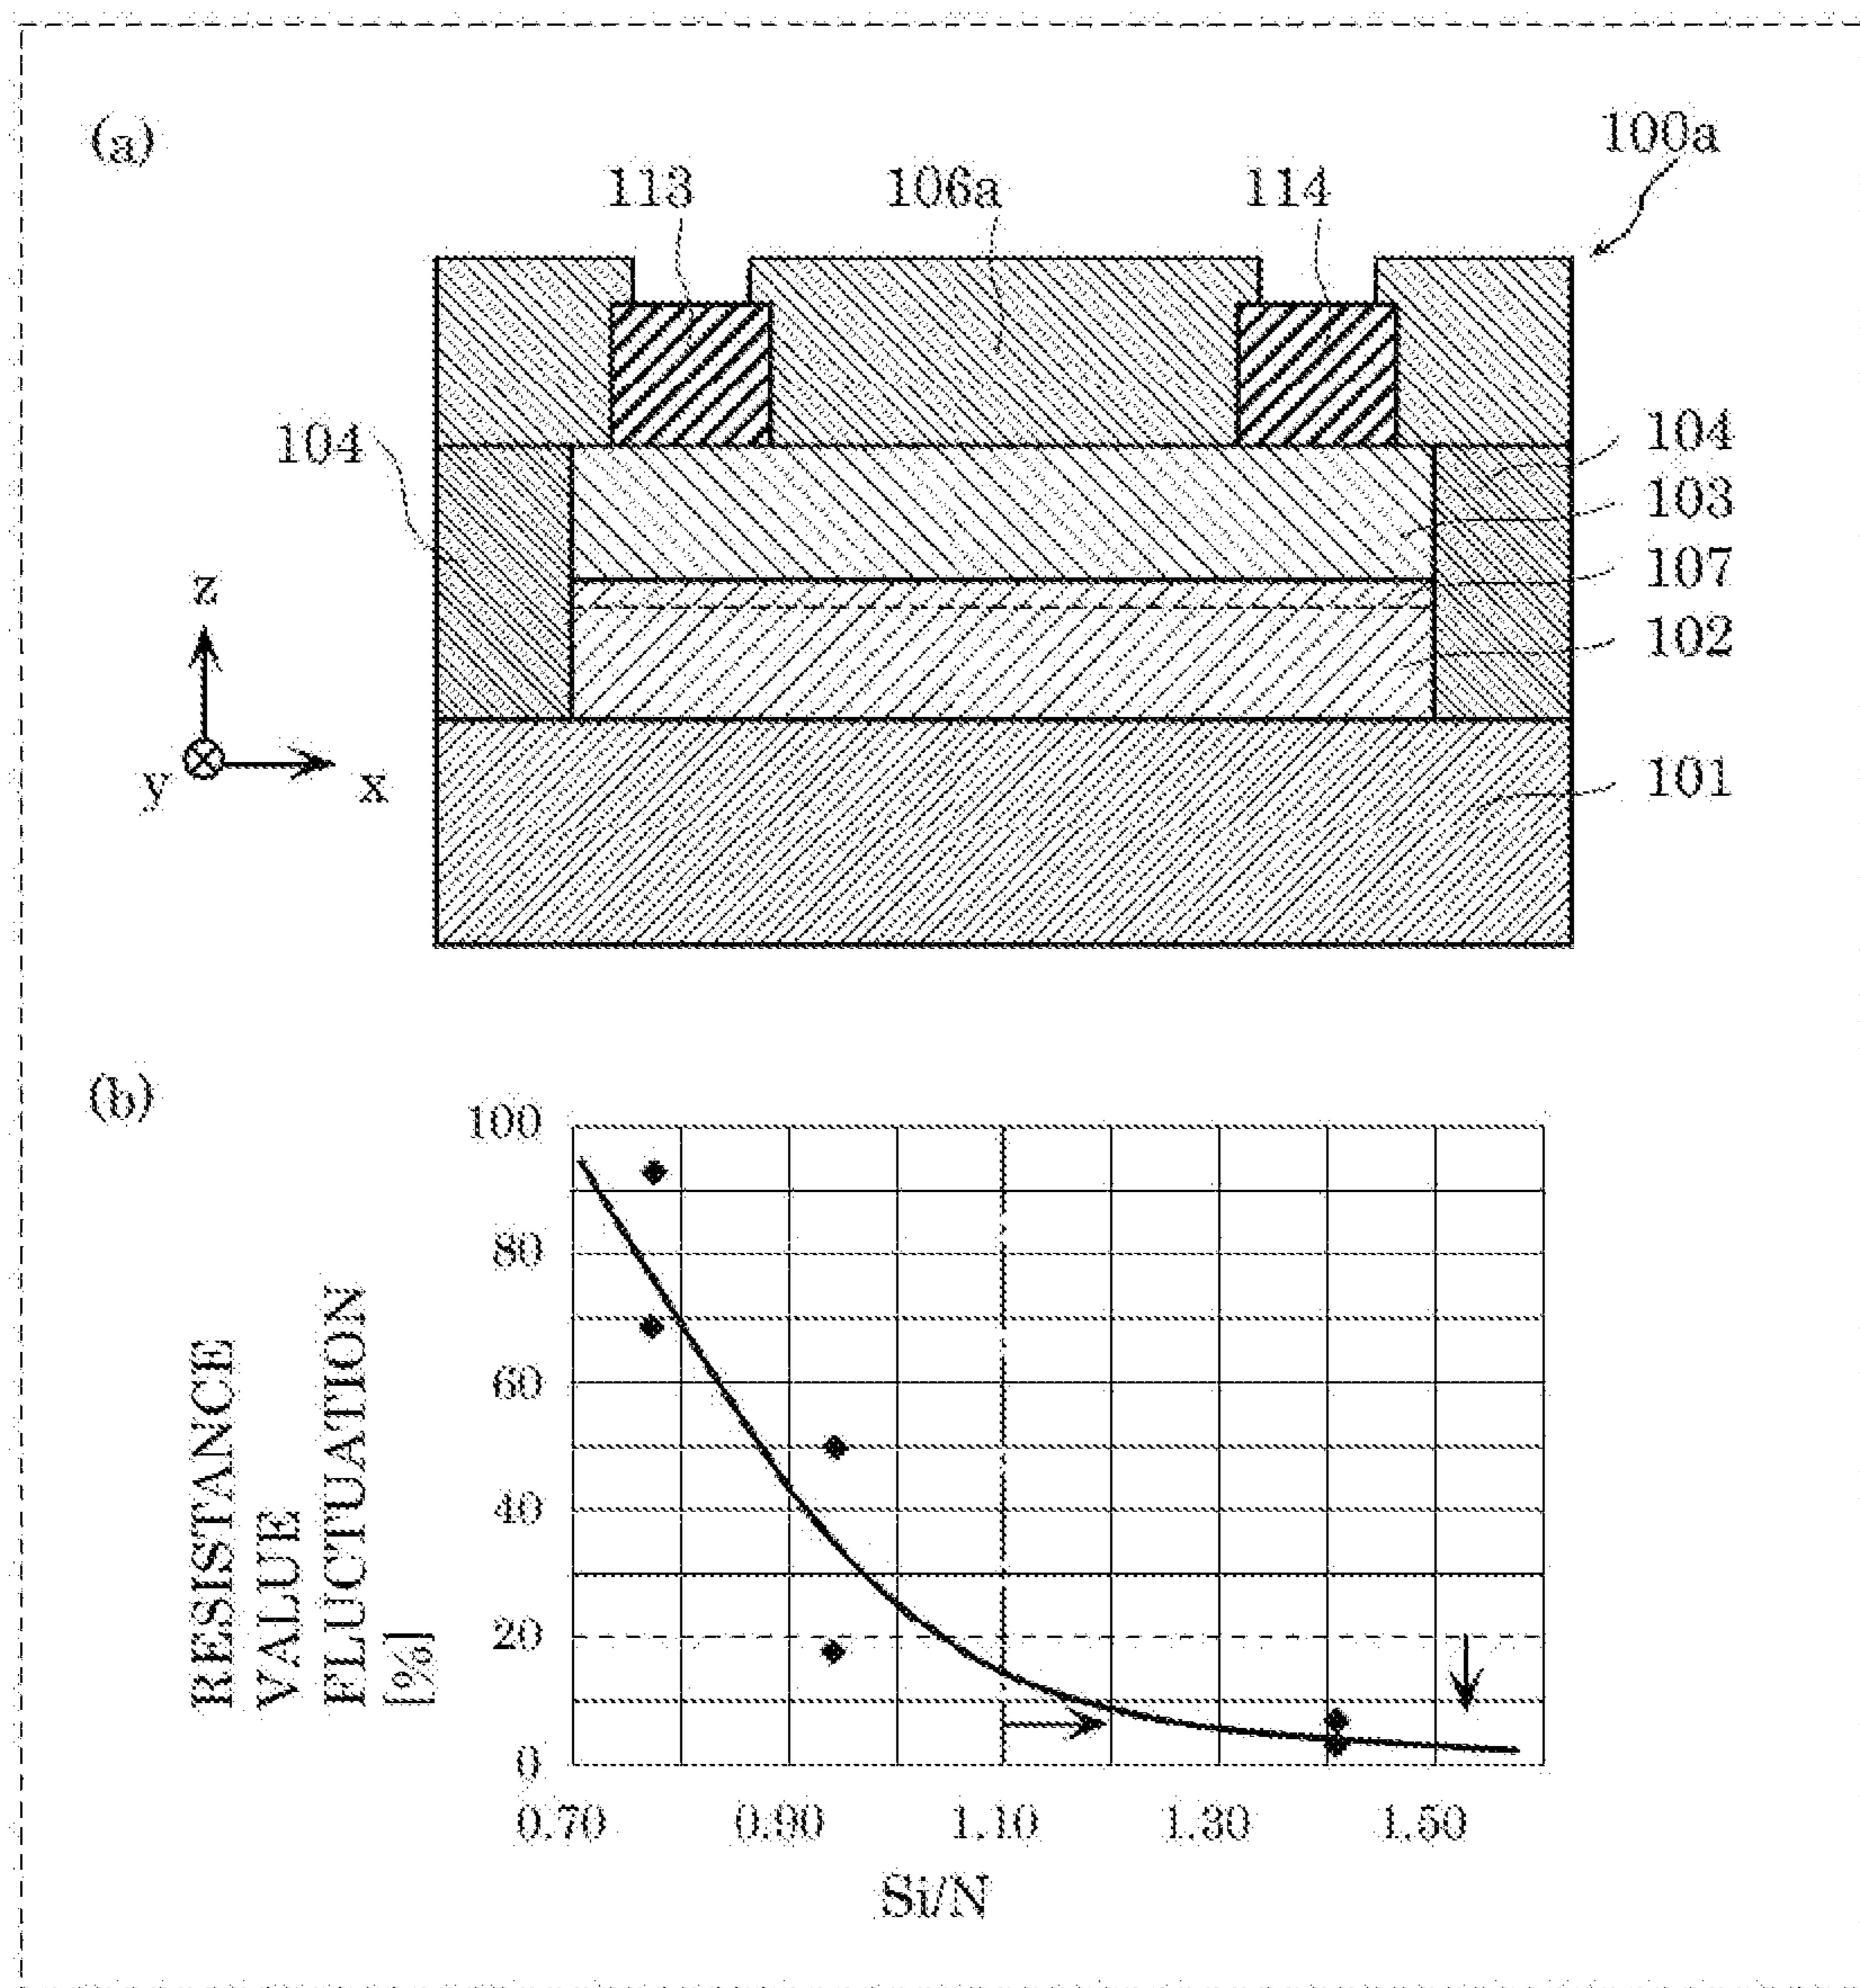 (a)
100a
113 106a 114
104
104
103
107
102
101
z
y x
(b)
100
80
60
40
20
0
RESISTANCE
VALUE
FLUCTUATION
[%]
0.70 0.90 1.10 1.30 1.50
Si/N